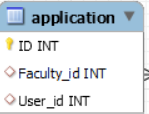 application
ID INT
Faculty_id INT
User_id INT